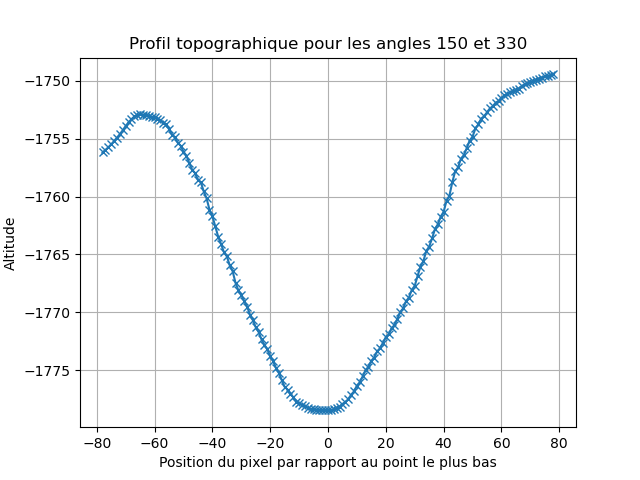 Profil topographique pour les angles 150 et 330
−1750
−1755
−1760
−1765
−1770
−1775
Altitude
−80 −60 −40 −20 0 20 40 60 80
Position du pixel par rapport au point le plus bas